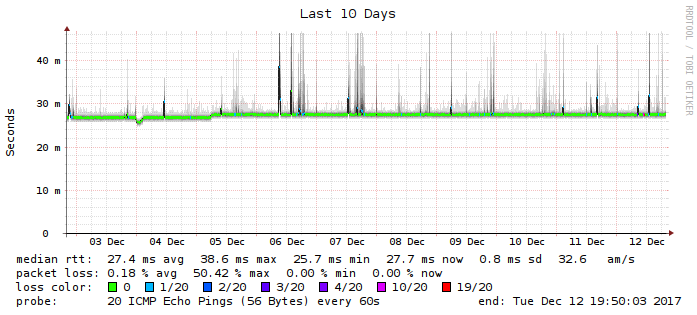 Last 10 Days
RRDTOOL / TOBI OETIKER
Seconds
40 m
30 m
20 m
10 m
0
03 Dec 04 Dec 05 Dec 06 Dec 07 Dec 08 Dec 09 Dec 10 Dec 11 Dec 12 Dec
median rtt: 27.4 ms avg 38.6 ms max 25.7 ms min 27.7 ms now 0.8 ms sd 32.6 am/s
packet loss: 0.18 % avg 50.42 % max 0.00 % min 0.00 % now
loss color: 0 1/20 2/20 3/20 4/20 10/20 19/20
probe: 20 ICMP Echo Pings (56 Bytes) every 60s end: Tue Dec 12 19:50:03 2017